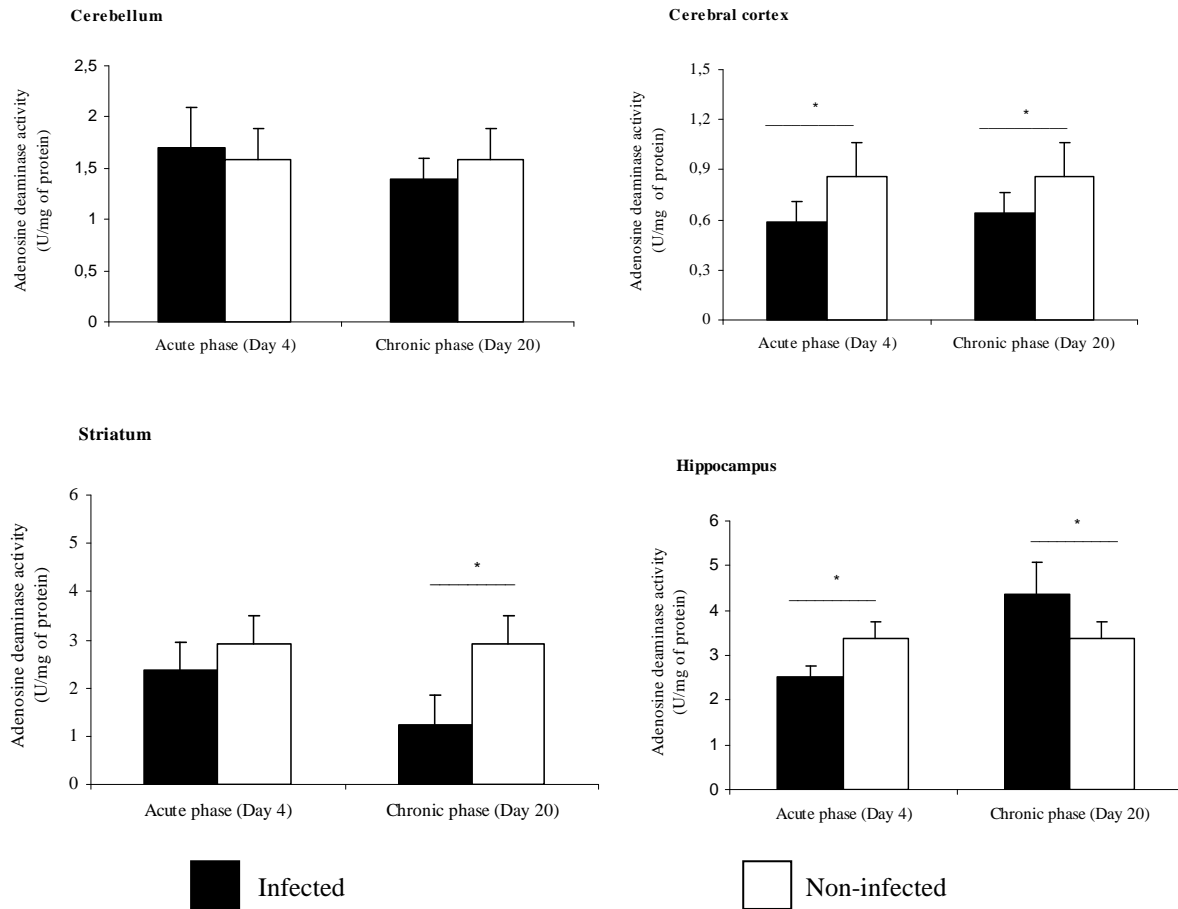 Cerebellum
Adenosine deaminase activity
(U/mg of protein)
2,5
2
1,5
1
0,5
0
Acute phase (Day 4)
Chronic phase (Day 20)
Cerebral cortex
Adenosine deaminase activity
(U/mg of protein)
1,5
1,2
0,9
0,6
0,3
0
*
*
Acute phase (Day 4)
Chronic phase (Day 20)
Striatum
Adenosine deaminase activity
(U/mg of protein)
6
5
4
3
2
1
0
*
Acute phase (Day 4)
Chronic phase (Day 20)
Hippocampus
Adenosine deaminase activity
(U/mg of protein)
6
5
4
3
2
1
0
*
*
Acute phase (Day 4)
Chronic phase (Day 20)
Infected
Non-infected